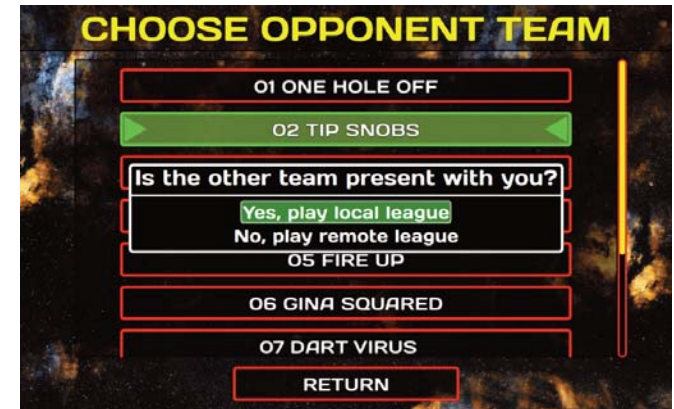 CHOOSE OPPONENT TEAM
01 ONE HOLE OFF
02 TIP SNOBS
Is the other team present with you?
Yes, play local league
No, play remote league
05 FIRE UP
06 GINA SQUARED
07 DART VIRUS
RETURN